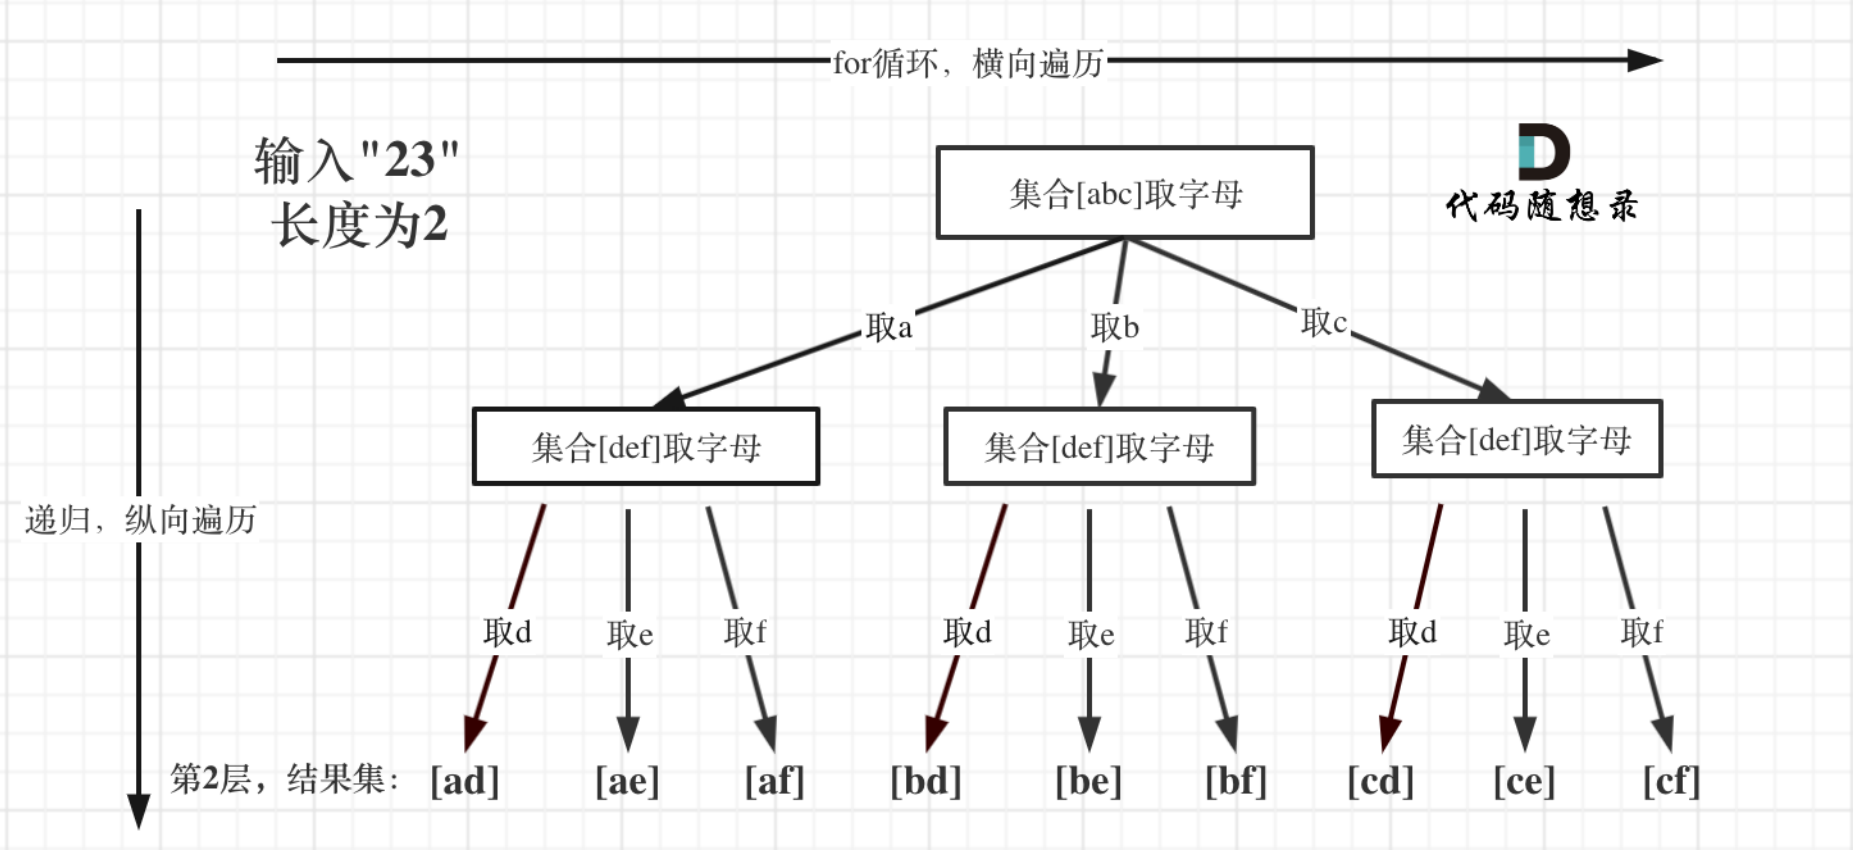 for循环，横向遍历
输入"23"
长度为2
集合[abc]取字母
代码随想录
取a
取b
取c
集合[def]取字母
集合[def]取字母
集合[def]取字母
递归，纵向遍历
取d
取e
取f
取d
取e
取f
取d
取e
取f
第2层，结果集：
[ad]
[ae]
[af]
[bd]
[be]
[bf]
[cd]
[ce]
[cf]